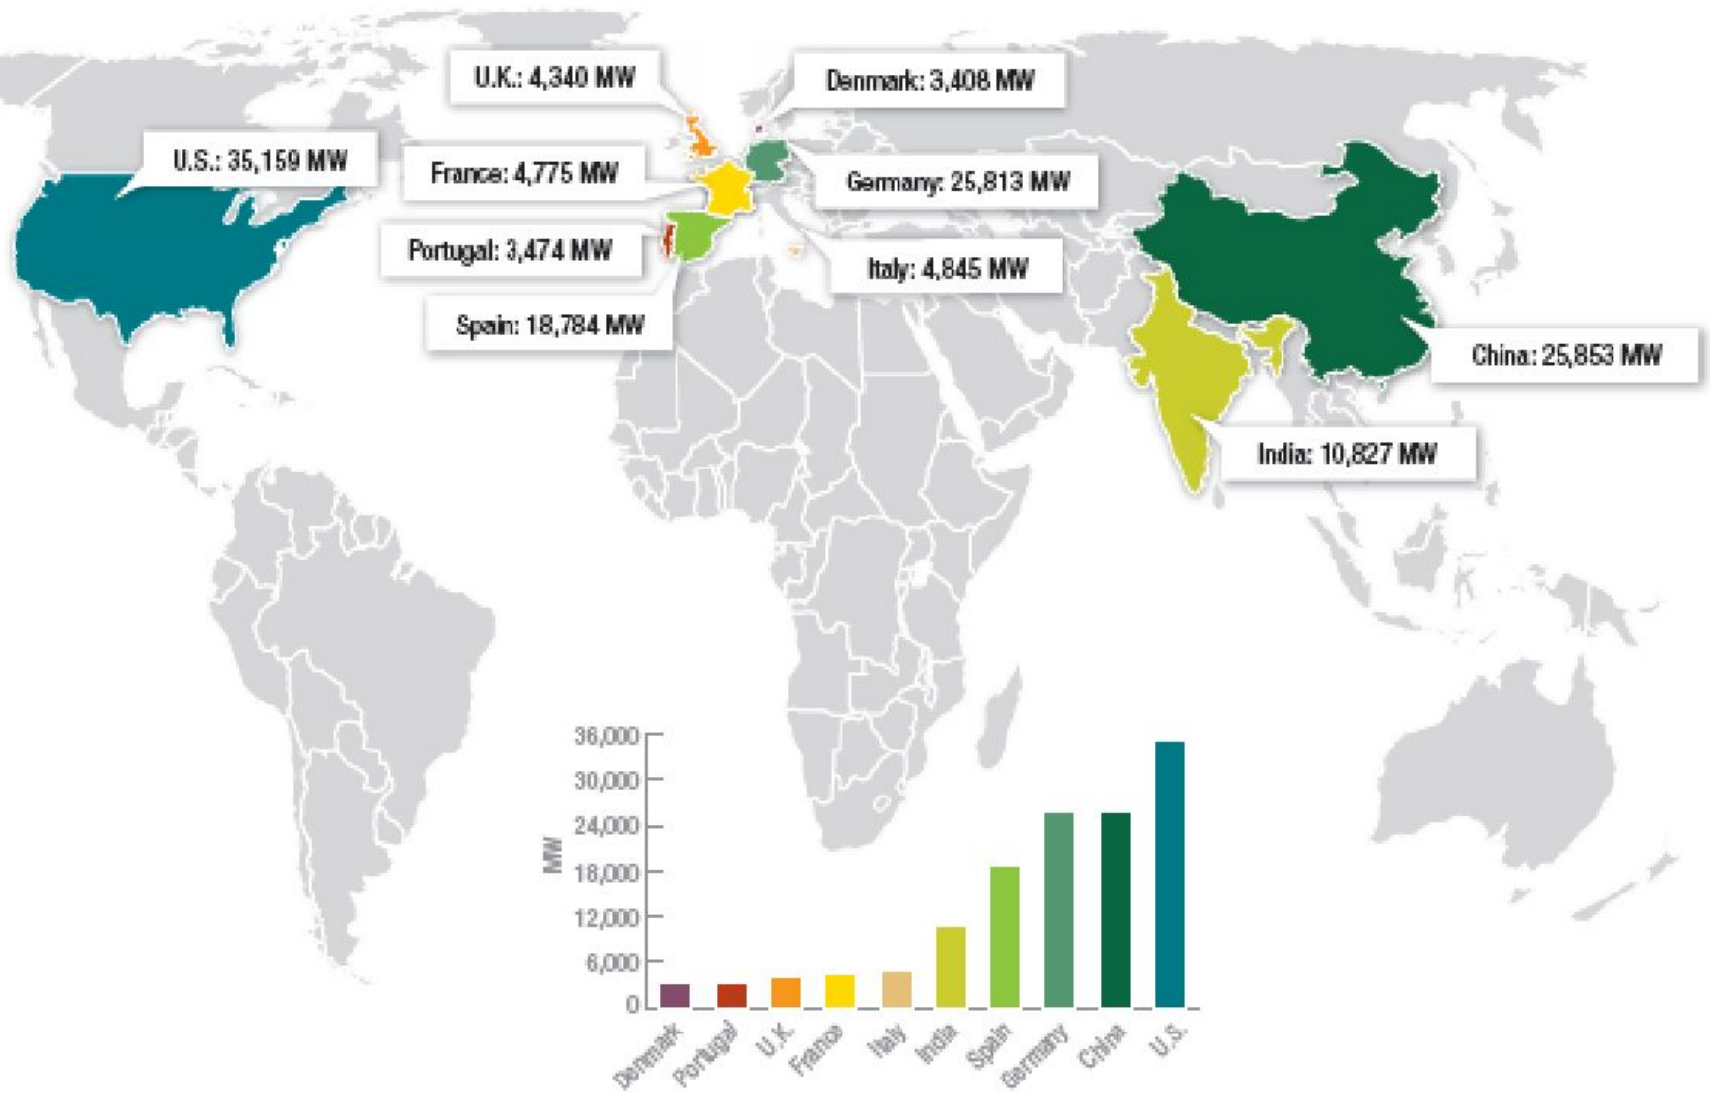 U.K.: 4,340 MW
Denmark: 3,408 MW
U.S.: 35,159 MW
France: 4,775 MW
Germany: 25,813 MW
Portugal: 3,474 MW
Italy: 4,845 MW
Spain: 18,784 MW
China: 25,853 MW
India: 10,827 MW
36,000
30,000
24,000
18,000
12,000
6,000
0
MW
Denmark
Portugal
U.K.
France
Italy
India
Spain
Germany
China
U.S.